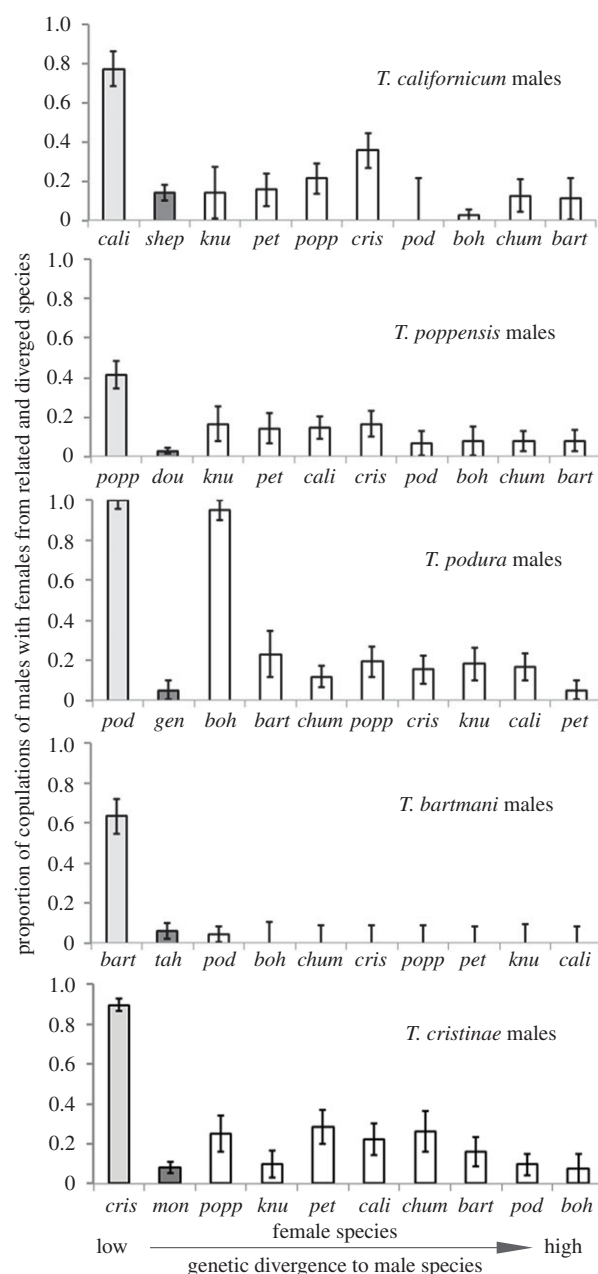 proportion of copulations of males with females from related and diverged species
1.0
0.8
0.6
0.4
0.2
0
T. californicum males
cali shep knu pet popp cris pod boh chum bart
1.0
0.8
0.6
0.4
0.2
0
T. poppensis males
popp dou knu pet cali cris pod boh chum bart
1.0
0.8
0.6
0.4
0.2
0
T. podura males
pod gen boh bart chum popp cris knu cali pet
1.0
0.8
0.6
0.4
0.2
0
T. bartmani males
bart tah pod boh chum cris popp pet knu cali
1.0
0.8
0.6
0.4
0.2
0
T. cristinae males
cris mon popp knu pet cali chum bart pod boh
female species
low high
genetic divergence to male species